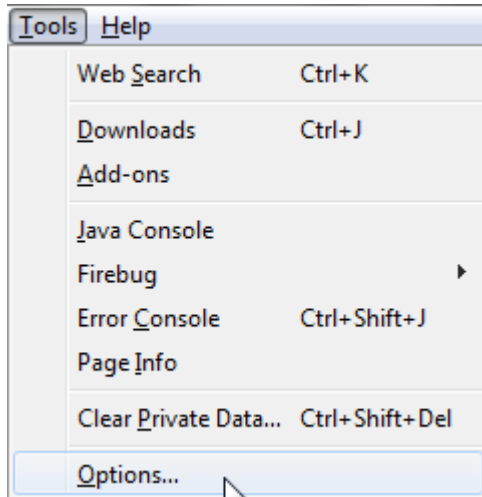 Tools Help
Web Search Ctrl+K
Downloads Ctrl+J
Add-ons
Java Console
Firebug
Error Console Ctrl+Shift+J
Page Info
Clear Private Data... Ctrl+Shift+Del
Options...